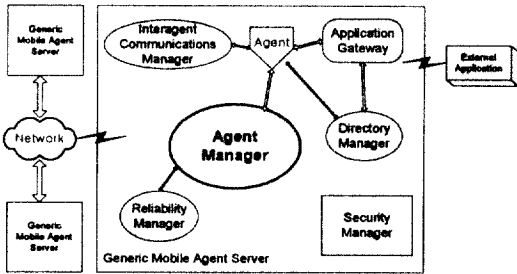 Generic
Mobile Agent
Server
Network
Generic
Mobile Agent
Server
Interagent
Communications
Manager
Agent
Application
Gateway
External
Application
Agent
Manager
Directory
Manager
Reliability
Manager
Security
Manager
Generic Mobile Agent Server